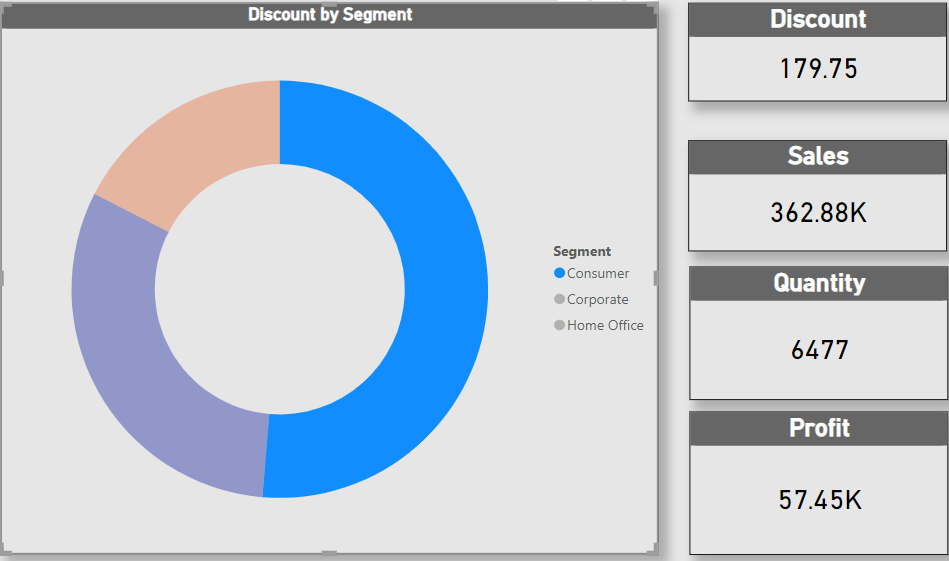 Discount by Segment
Segment
Consumer
Corporate
Home Office
Discount
179.75
Sales
362.88K
Quantity
6477
Profit
57.45K